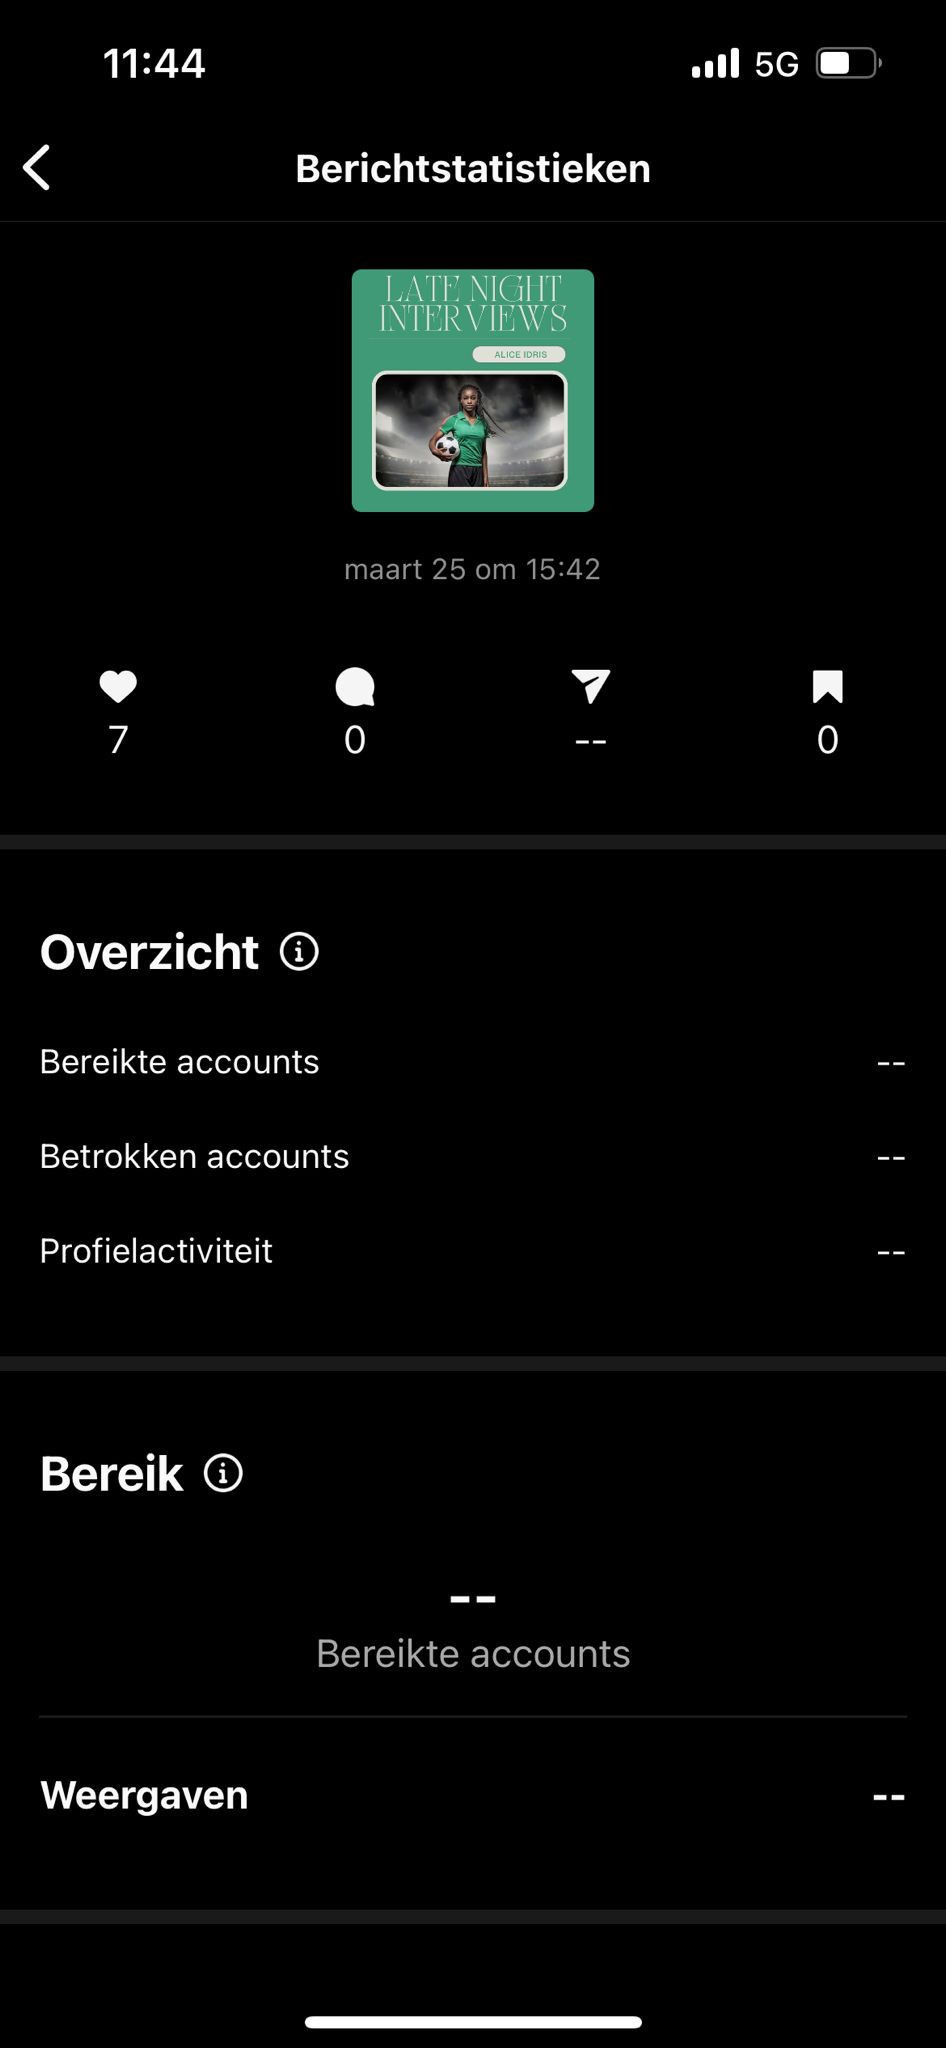 11:44
5G
Berichtstatistieken
LATE NIGHT
INTERVIEWS
ALICE IDRIS
maart 25 om 15:42
7
0
--
0
Overzicht
Bereikte accounts --
Betrokken accounts --
Profielactiviteit --
Bereik
--
Bereikte accounts
Weergaven --